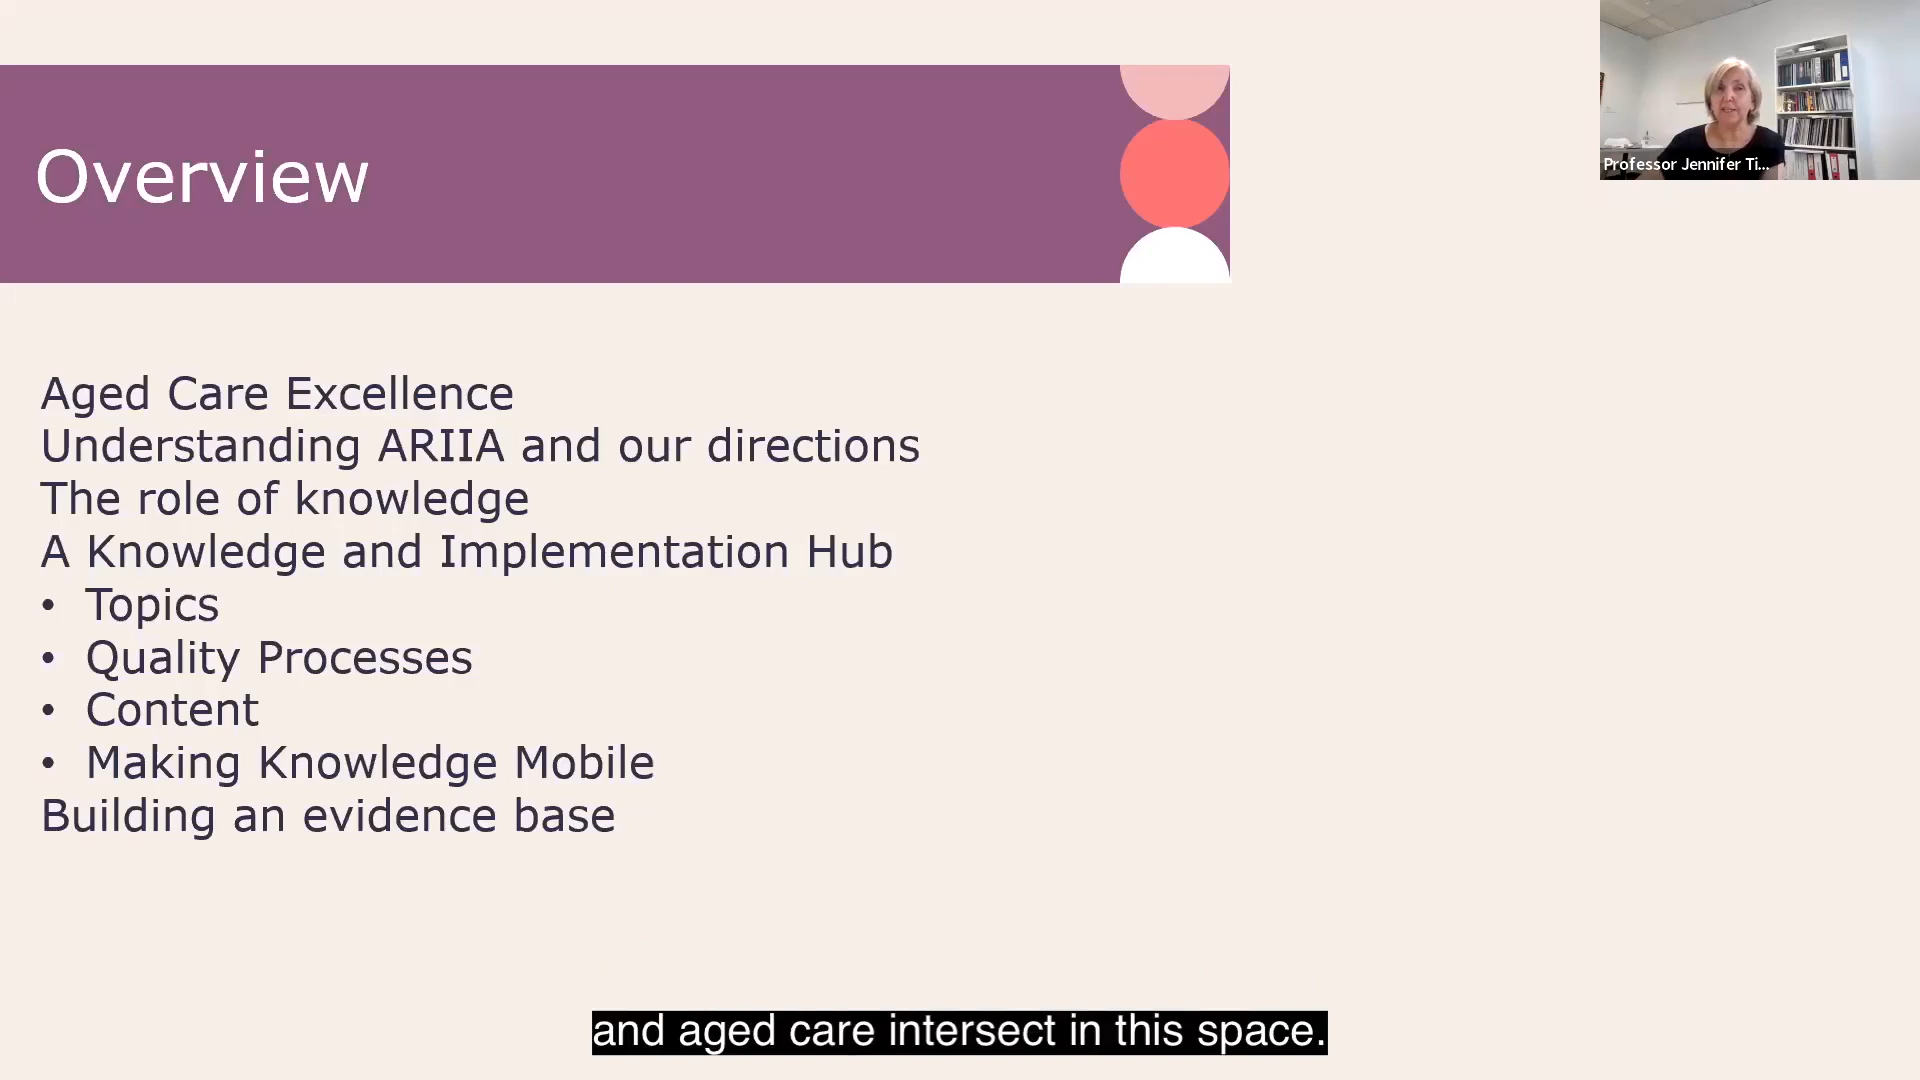 Overview
Professor Jennifer Ti...
Aged Care Excellence
Understanding ARIIA and our directions
The role of knowledge
A Knowledge and Implementation Hub
• Topics
• Quality Processes
• Content
• Making Knowledge Mobile
Building an evidence base
and aged care intersect in this space.